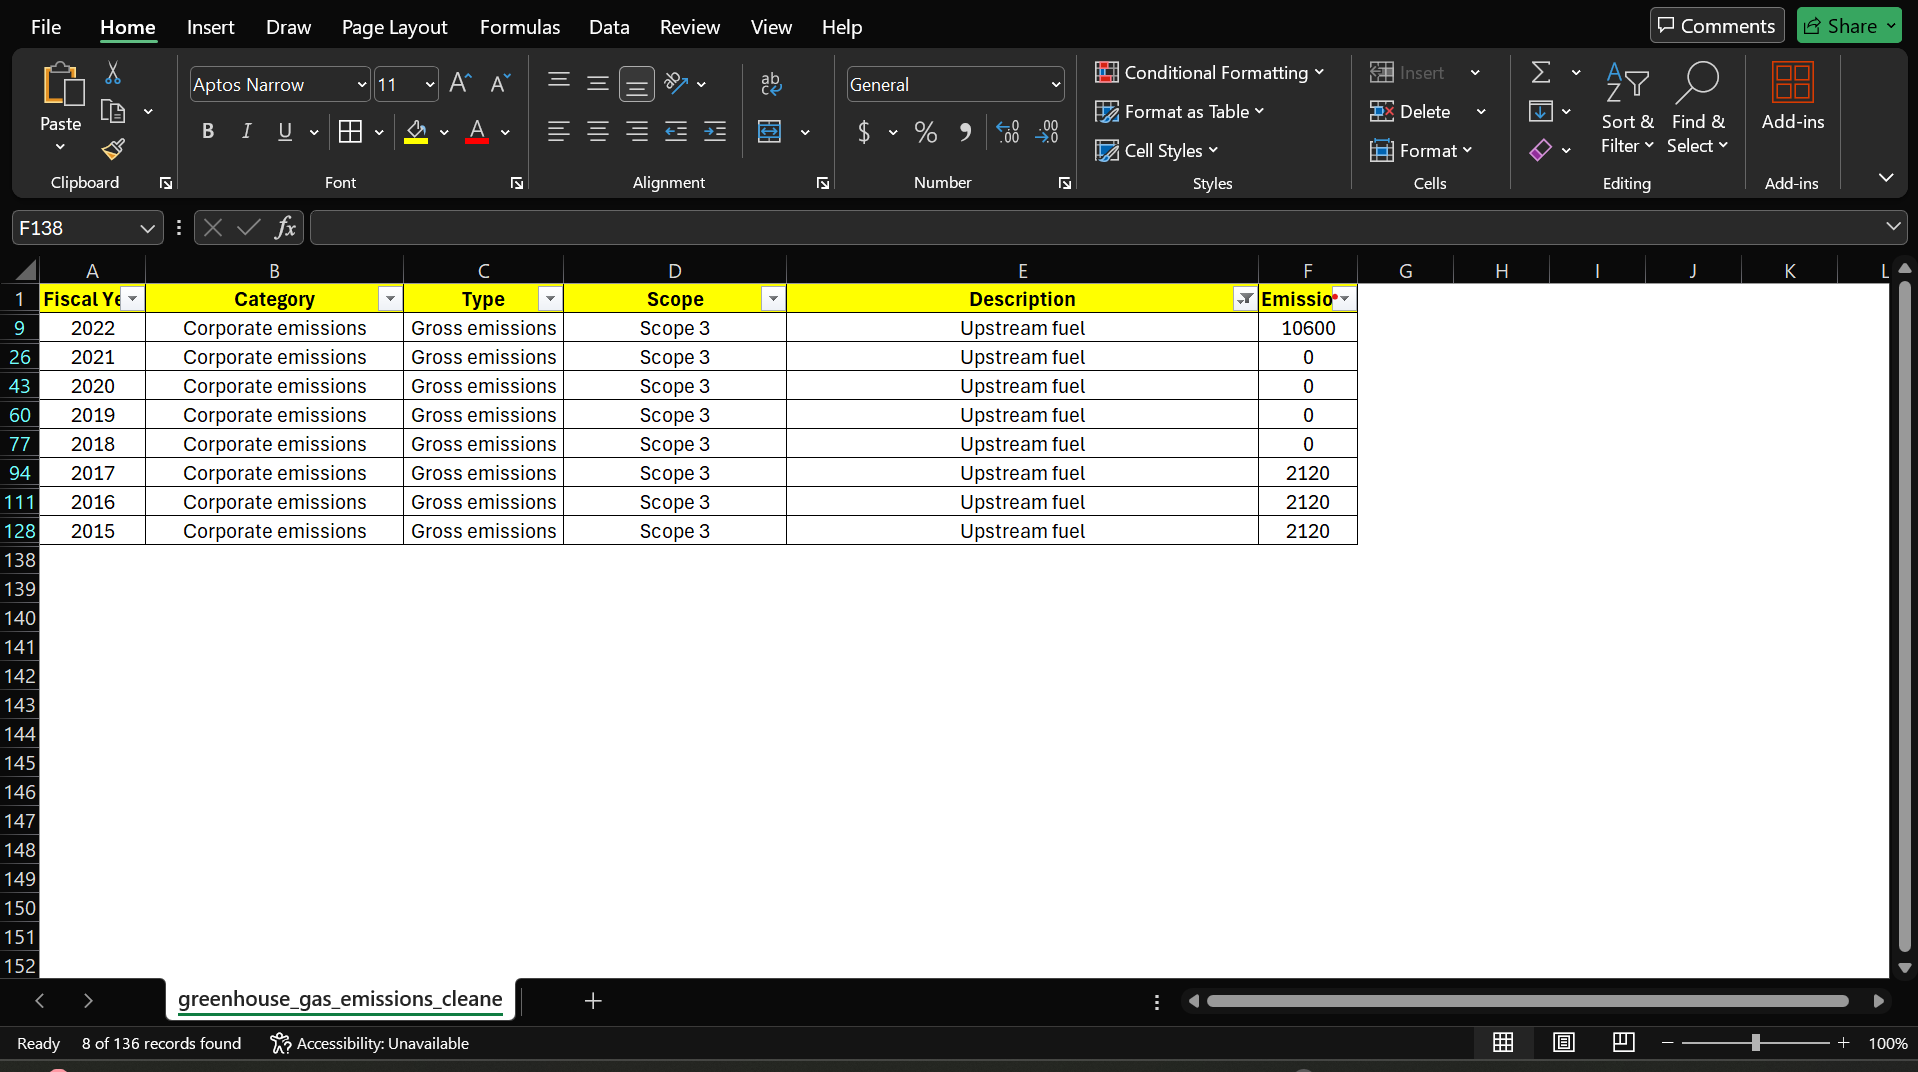 File Home Insert Draw Page Layout Formulas Data Review View Help Comments Share
Paste
Clipboard
Aptos Narrow 11
B I U A
Font
ab
Alignment
General
$ % 9 .00 .00
Number
Conditional Formatting
Format as Table
Cell Styles
Styles
Insert
Delete
Format
Cells
Sort & Filter
Find & Select
Editing
Add-ins
Add-ins
F138 fx
A B C D E F G H I J K L
1 Fiscal Ye Category Type Scope Description Emissio
9 2022 Corporate emissions Gross emissions Scope 3 Upstream fuel 10600
26 2021 Corporate emissions Gross emissions Scope 3 Upstream fuel 0
43 2020 Corporate emissions Gross emissions Scope 3 Upstream fuel 0
60 2019 Corporate emissions Gross emissions Scope 3 Upstream fuel 0
77 2018 Corporate emissions Gross emissions Scope 3 Upstream fuel 0
94 2017 Corporate emissions Gross emissions Scope 3 Upstream fuel 2120
111 2016 Corporate emissions Gross emissions Scope 3 Upstream fuel 2120
128 2015 Corporate emissions Gross emissions Scope 3 Upstream fuel 2120
138
139
140
141
142
143
144
145
146
147
148
149
150
151
152
greenhouse_gas_emissions_cleane
Ready 8 of 136 records found Accessibility: Unavailable 100%